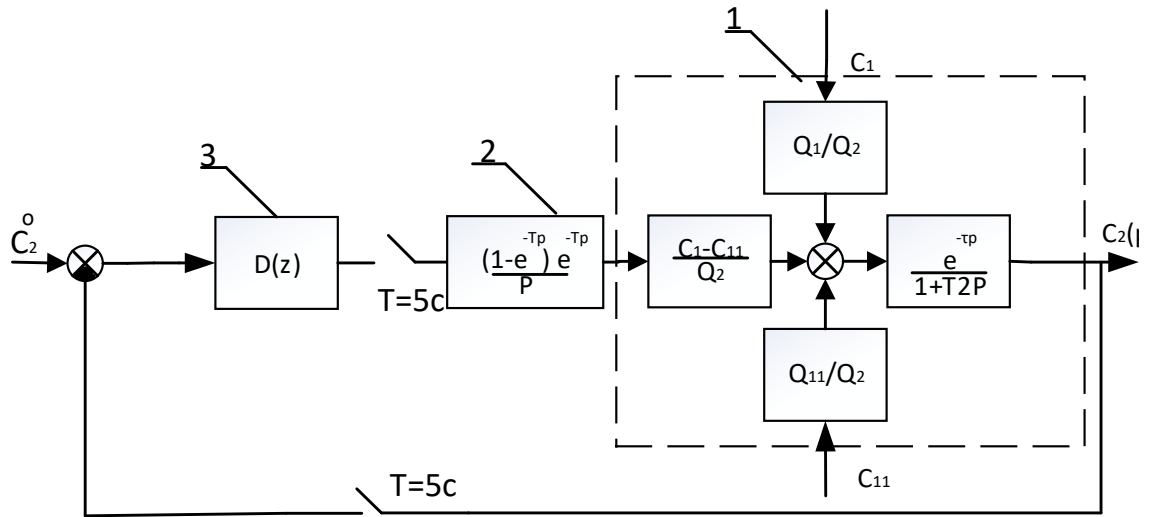 1
C₁
Q₁/Q₂
3
2
C₂⁰
D(z)
(1-e^-Tp) e^-Tp
P
C₁-C₁₁
Q₂
e^-τp
1+T2P
C₂(
T=5c
Q₁₁/Q₂
T=5c
C₁₁